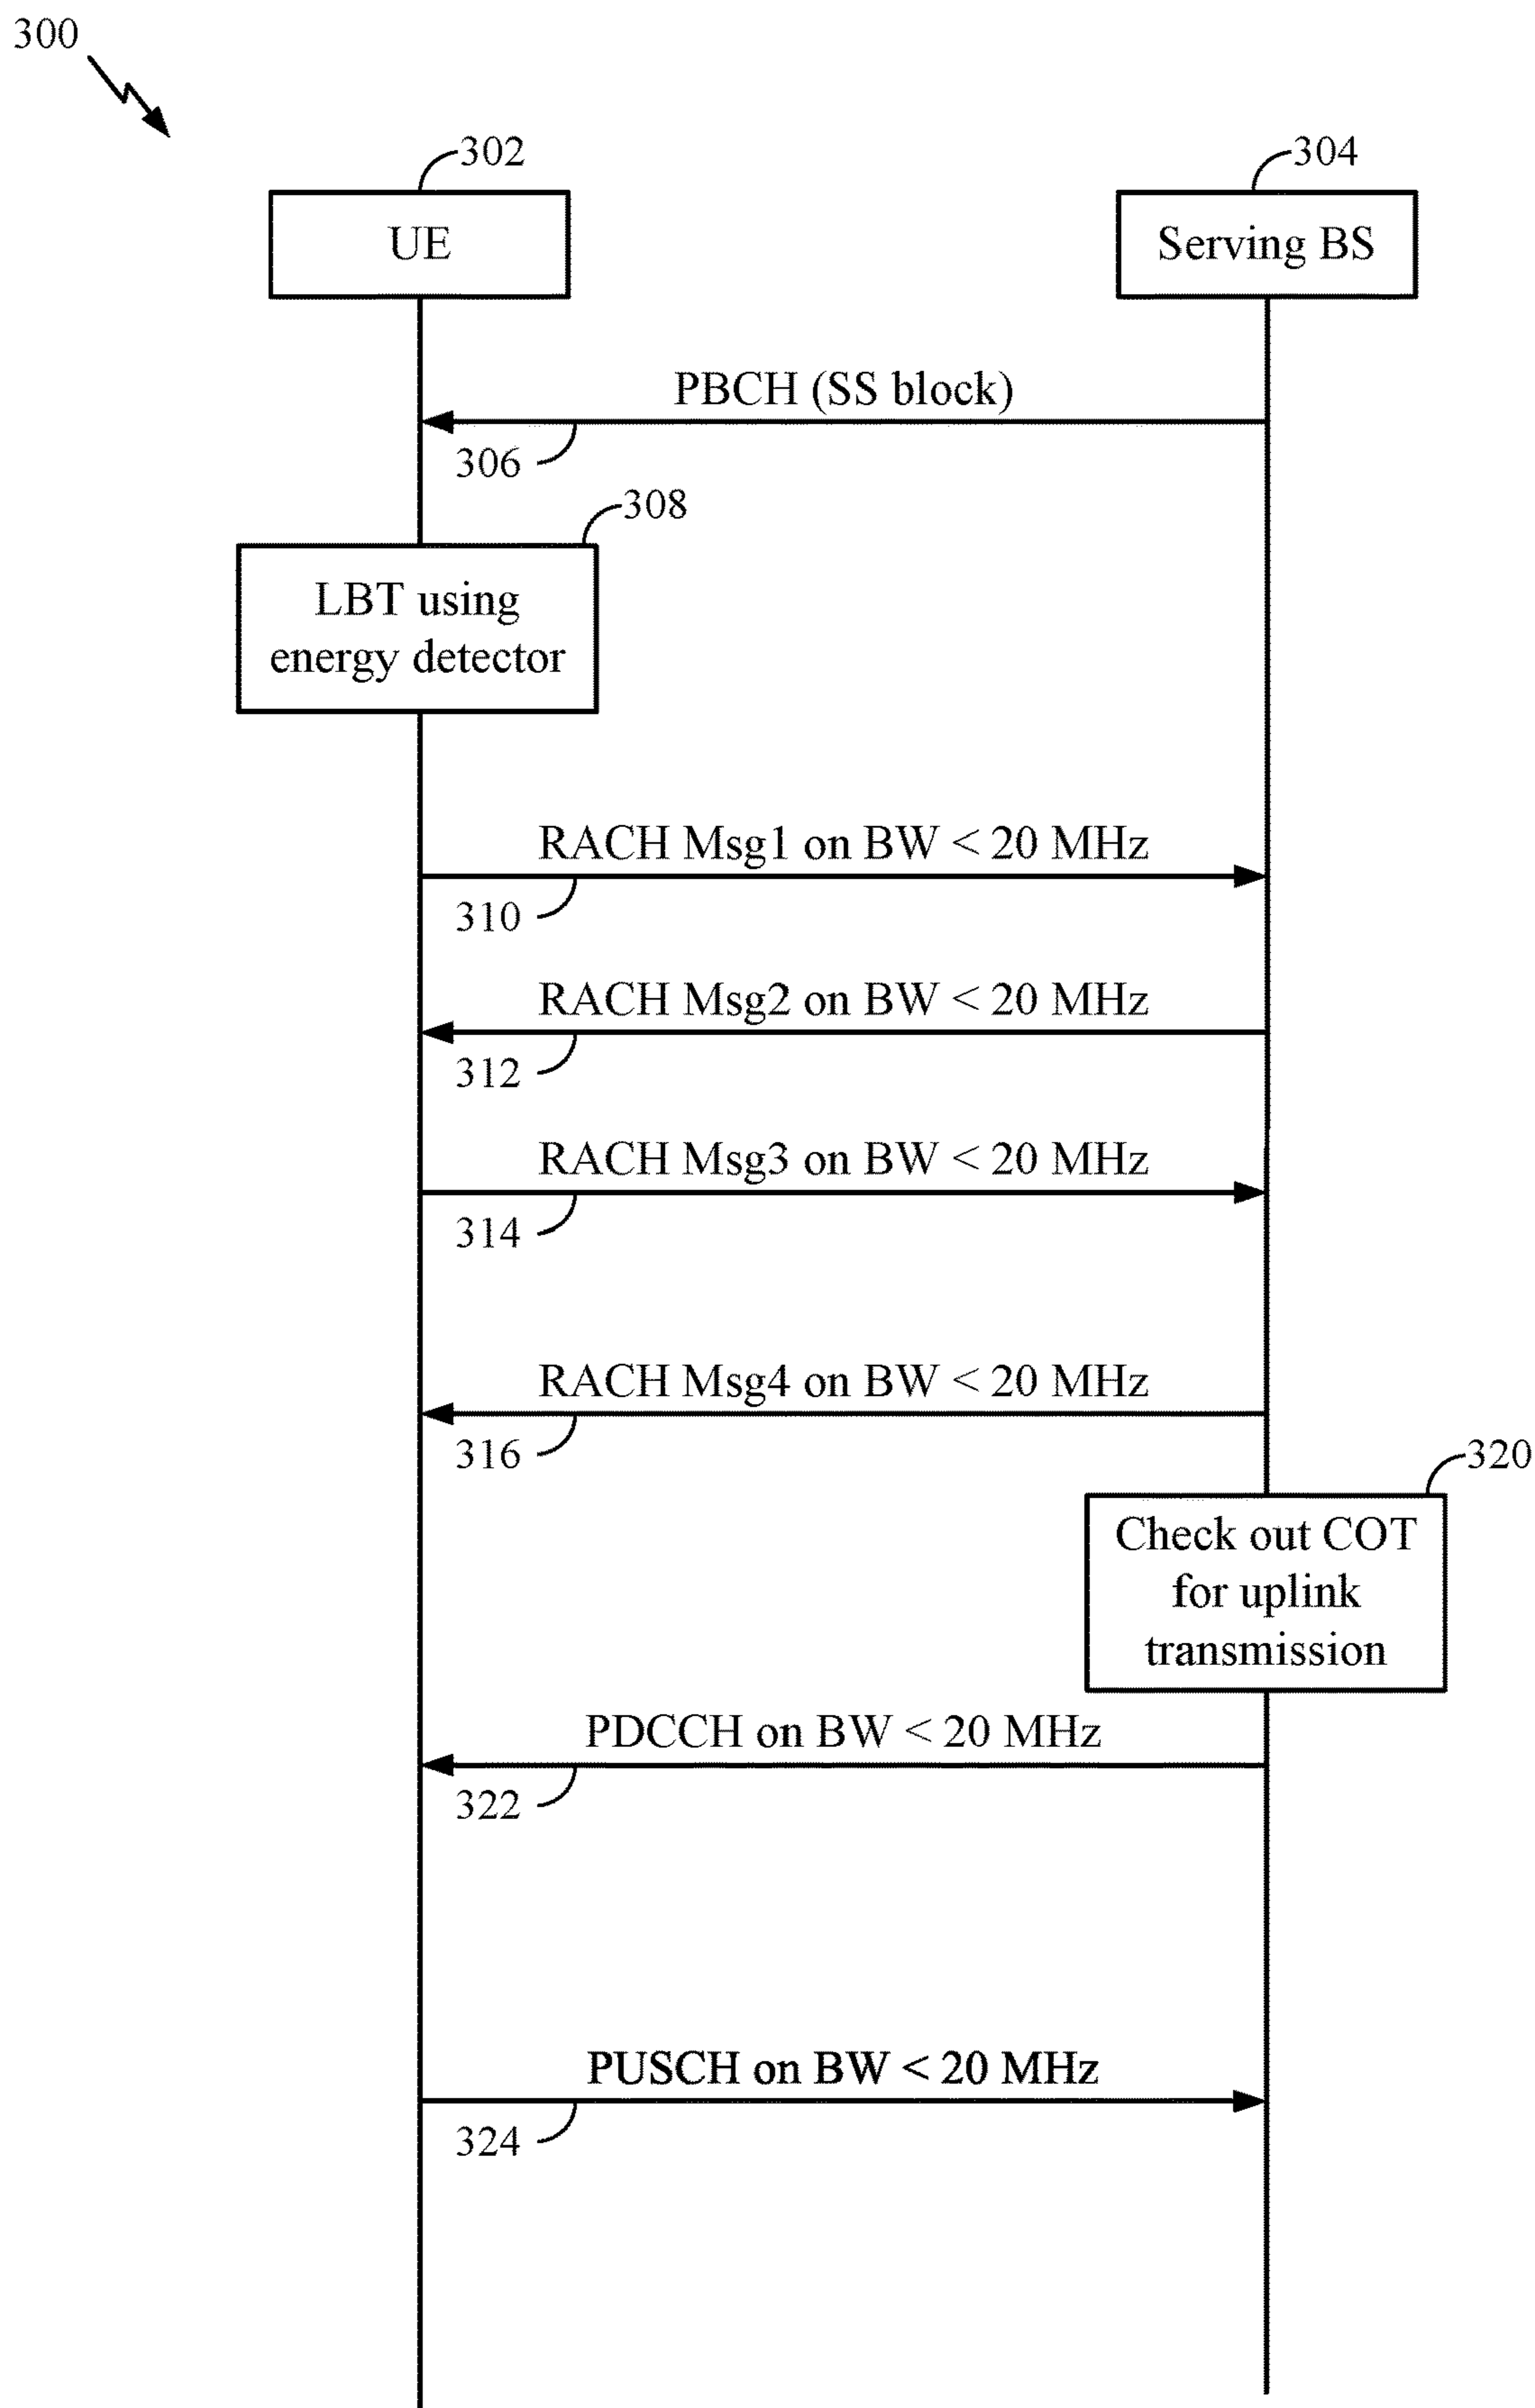 300
302
304
UE
Serving BS
PBCH (SS block)
306
308
LBT using
energy detector
RACH Msg1 on BW < 20 MHz
310
RACH Msg2 on BW < 20 MHz
312
RACH Msg3 on BW < 20 MHz
314
RACH Msg4 on BW < 20 MHz
316
320
Check out COT
for uplink
transmission
PDCCH on BW < 20 MHz
322
PUSCH on BW < 20 MHz
324